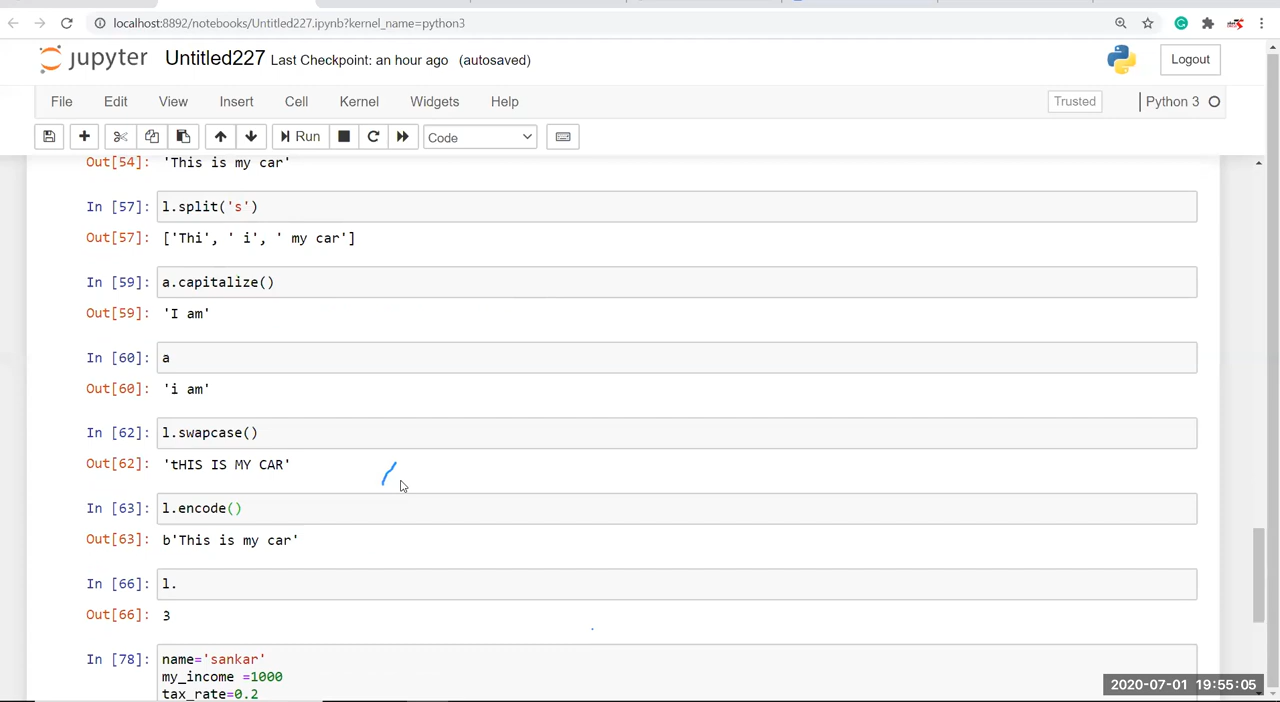 localhost:8892/notebooks/Untitled227.ipynb?kernel_name=python3
jupyter Untitled227 Last Checkpoint: an hour ago (autosaved) Logout
File Edit View Insert Cell Kernel Widgets Help Trusted Python 3
Run Code
Out[54]: 'This is my car'
In [57]: l.split('s')
Out[57]: ['Thi', ' i', ' my car']
In [59]: a.capitalize()
Out[59]: 'I am'
In [60]: a
Out[60]: 'i am'
In [62]: l.swapcase()
Out[62]: 'tHIS IS MY CAR'
In [63]: l.encode()
Out[63]: b'This is my car'
In [66]: l.
Out[66]: 3
In [78]: name='sankar'
my_income =1000
tax_rate=0.2
2020-07-01 19:55:05